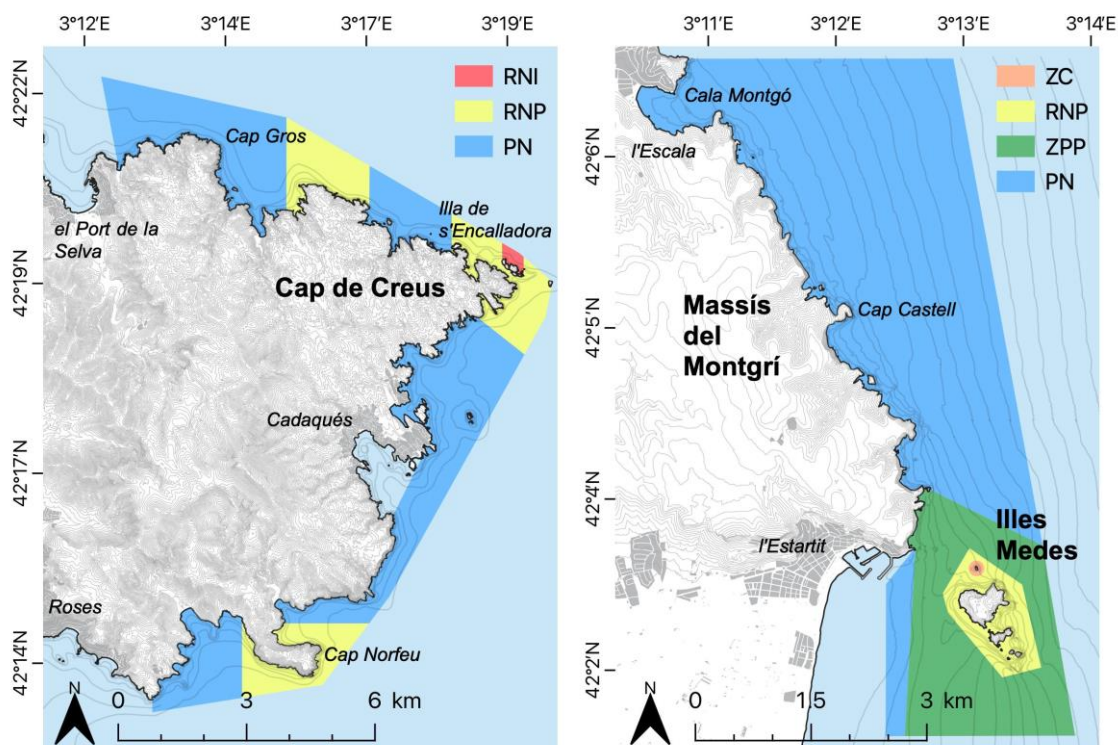 3°12'E 3°14'E 3°17'E 3°19'E
42°22'N
42°19'N
42°17'N
42°14'N
RNI
RNP
PN
Cap Gros
el Port de la
Selva
Illa de
s'Encalladora
Cap de Creus
Cadaqués
Roses
Cap Norfeu
N
0 3 6 km
3°11'E 3°12'E 3°13'E 3°14'E
42°6'N
42°5'N
42°4'N
42°2'N
ZC
RNP
ZPP
PN
Cala Montgó
l'Escala
Cap Castell
Massís
del
Montgrí
Illes
Medes
l'Estartit
N
0 1.5 3 km